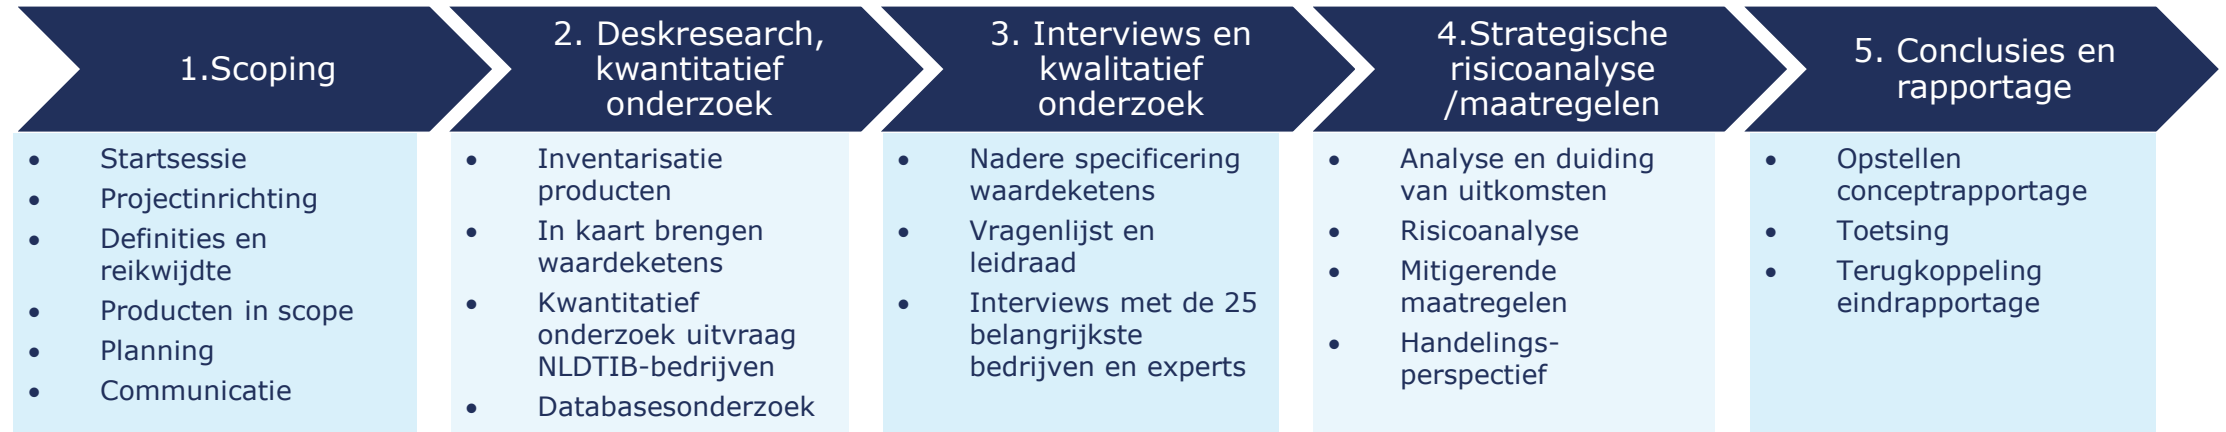 1.Scoping
• Startsessie
• Projectinrichting
• Definities en
reikwijdte
• Producten in scope
• Planning
• Communicatie
2. Deskresearch,
kwantitatief
onderzoek
• Inventarisatie
producten
• In kaart brengen
waardeketens
• Kwantitatief
onderzoek uitvraag
NLDTIB-bedrijven
• Databasesonderzoek
3. Interviews en
kwalitatief
onderzoek
• Nadere specificering
waardeketens
• Vragenlijst en
leidraad
• Interviews met de 25
belangrijkste
bedrijven en experts
4.Strategische
risicoanalyse
/maatregelen
• Analyse en duiding
van uitkomsten
• Risicoanalyse
• Mitigerende
maatregelen
• Handelings-
perspectief
5. Conclusies en
rapportage
• Opstellen
conceptrapportage
• Toetsing
• Terugkoppeling
eindrapportage